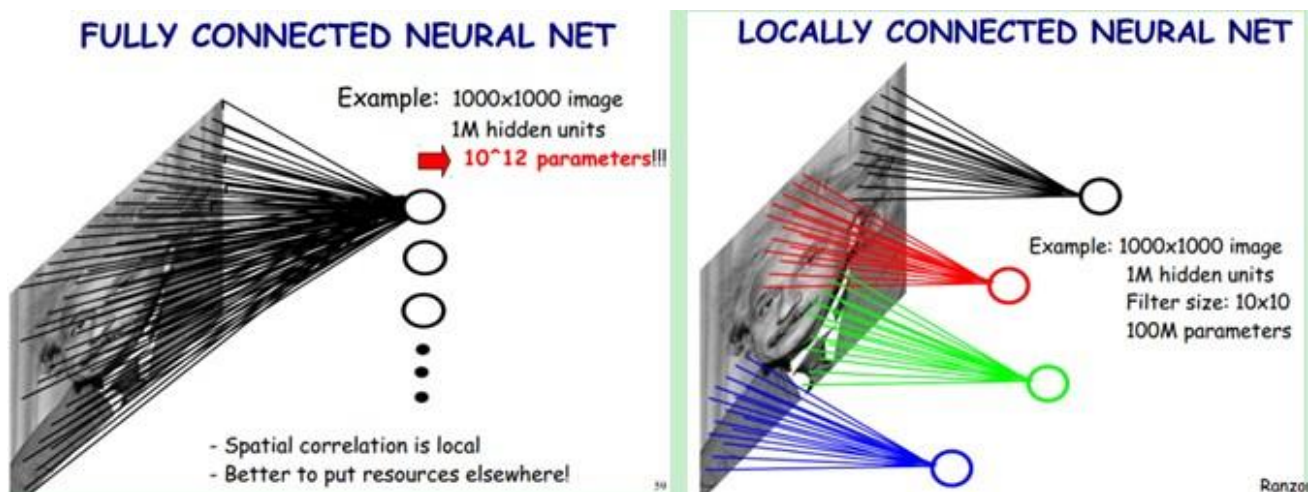 FULLY CONNECTED NEURAL NET
Example: 1000x1000 image
1M hidden units
10^12 parameters!!!
- Spatial correlation is local
- Better to put resources elsewhere!
LOCALLY CONNECTED NEURAL NET
Example: 1000x1000 image
1M hidden units
Filter size: 10x10
100M parameters